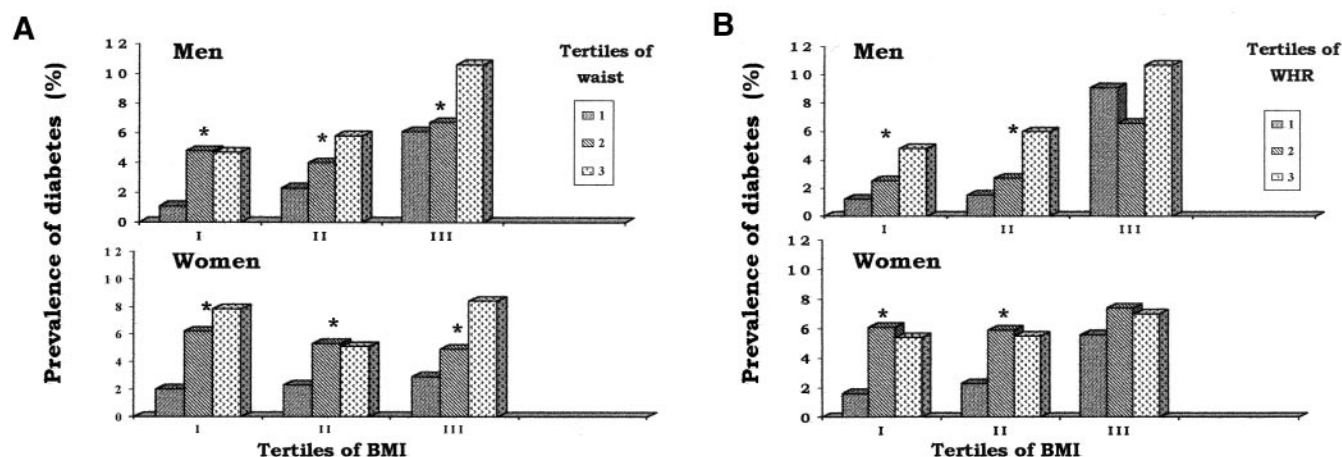 A
Men
Prevalence of diabetes (%)
12
10
8
6
4
2
0
I II III
Tertiles of
waist
1
2
3
Women
12
10
8
6
4
2
0
I II III
Tertiles of BMI
B
Men
Prevalence of diabetes (%)
12
10
8
6
4
2
0
I II III
Tertiles of
WHR
1
2
3
Women
12
10
8
6
4
2
0
I II III
Tertiles of BMI
* * *
* * *
* *
* *